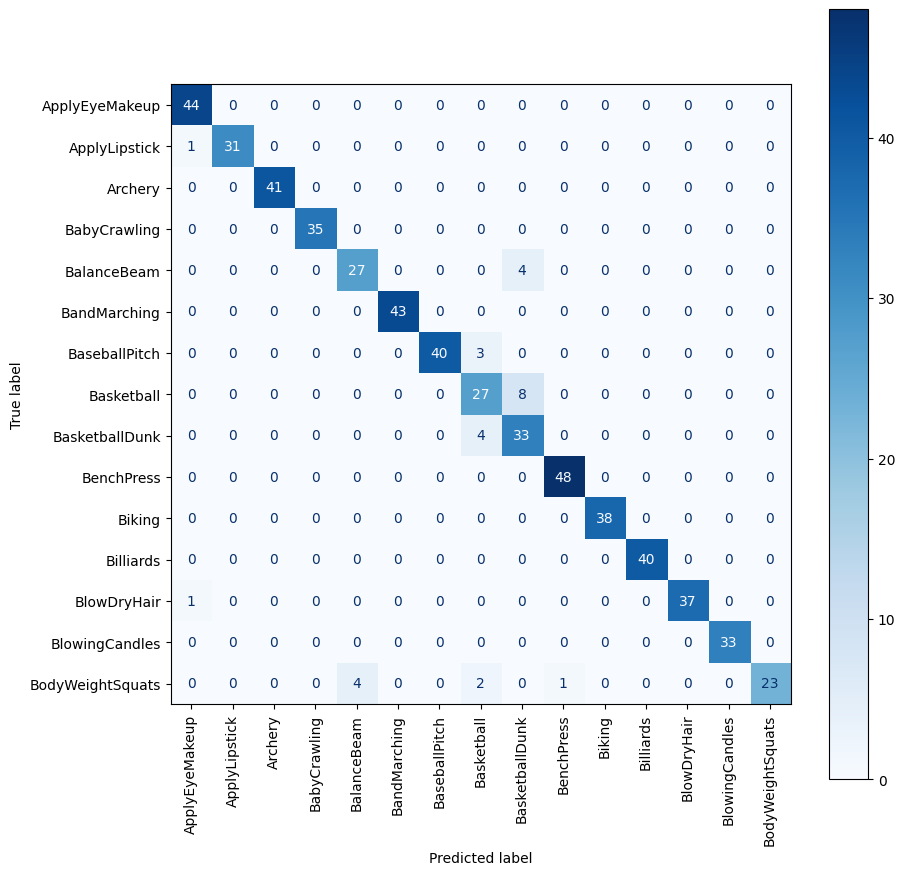 ApplyEyeMakeup 44 0 0 0 0 0 0 0 0 0 0 0 0 0 0
ApplyLipstick 1 31 0 0 0 0 0 0 0 0 0 0 0 0 0
Archery 0 0 41 0 0 0 0 0 0 0 0 0 0 0 0
BabyCrawling 0 0 0 35 0 0 0 0 0 0 0 0 0 0 0
BalanceBeam 0 0 0 0 27 0 0 0 4 0 0 0 0 0 0
BandMarching 0 0 0 0 0 43 0 0 0 0 0 0 0 0 0
BaseballPitch 0 0 0 0 0 0 40 3 0 0 0 0 0 0 0
Basketball 0 0 0 0 0 0 0 27 8 0 0 0 0 0 0
BasketballDunk 0 0 0 0 0 0 0 4 33 0 0 0 0 0 0
BenchPress 0 0 0 0 0 0 0 0 0 48 0 0 0 0 0
Biking 0 0 0 0 0 0 0 0 0 0 38 0 0 0 0
Billiards 0 0 0 0 0 0 0 0 0 0 0 40 0 0 0
BlowDryHair 1 0 0 0 0 0 0 0 0 0 0 0 37 0 0
BlowingCandles 0 0 0 0 0 0 0 0 0 0 0 0 0 33 0
BodyWeightSquats 0 0 0 0 4 0 0 2 0 1 0 0 0 0 23
True label
ApplyEyeMakeup
ApplyLipstick
Archery
BabyCrawling
BalanceBeam
BandMarching
BaseballPitch
Basketball
BasketballDunk
BenchPress
Biking
Billiards
BlowDryHair
BlowingCandles
BodyWeightSquats
Predicted label
40
30
20
10
0